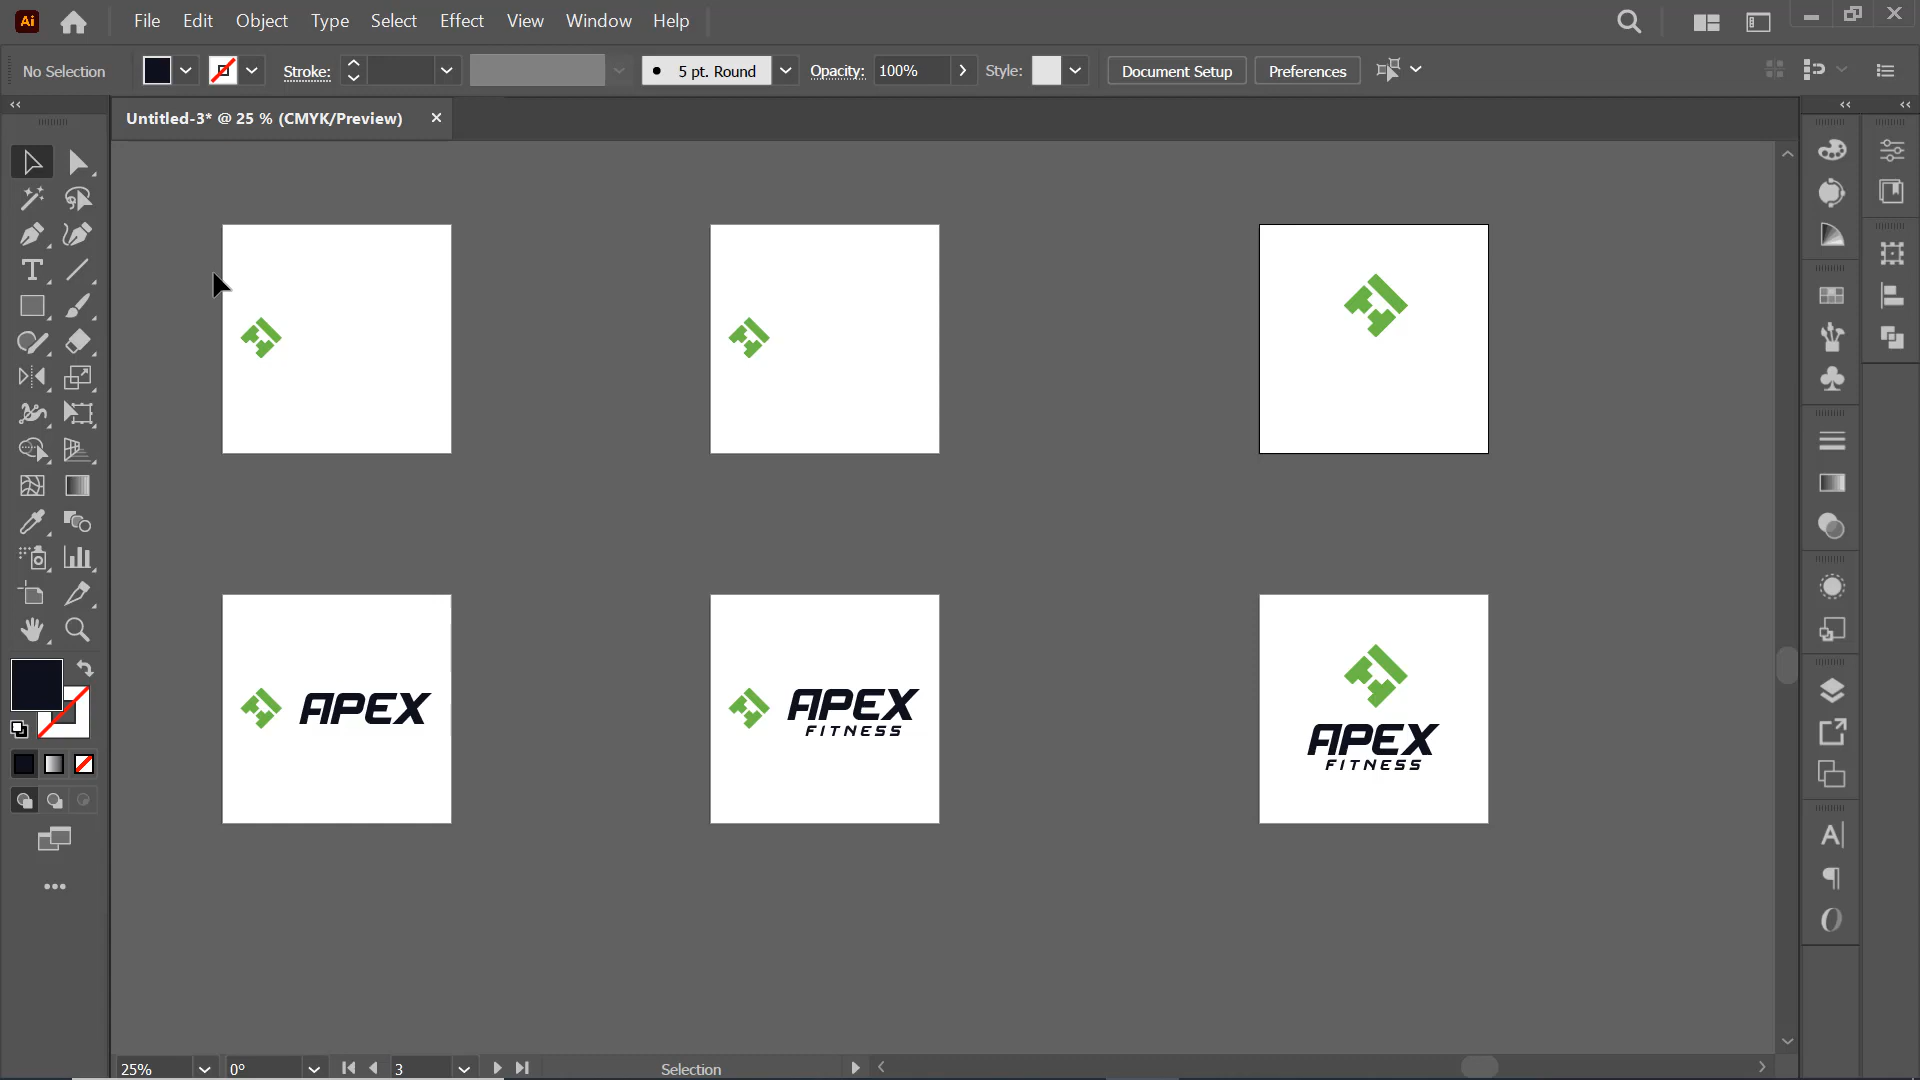 Ai File Edit Object Type Select Effect View Window Help
No Selection Stroke: 5 pt. Round Opacity: 100% Style: Document Setup Preferences
Untitled-3* @ 25 % (CMYK/Preview)
APEX
APEX
FITNESS
APEX
FITNESS
25% 0° 3 Selection